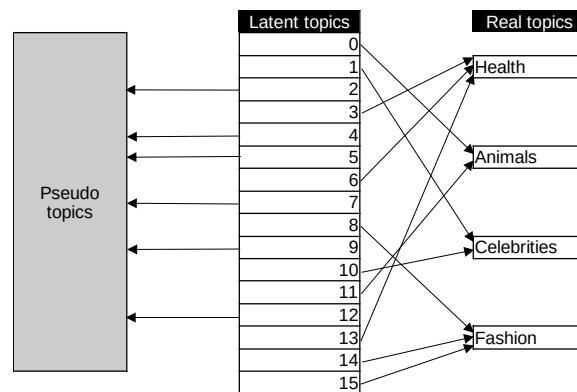 Latent topics
Real topics
0
1
2
3
4
5
6
7
8
9
10
11
12
13
14
15
Pseudo
topics
Health
Animals
Celebrities
Fashion